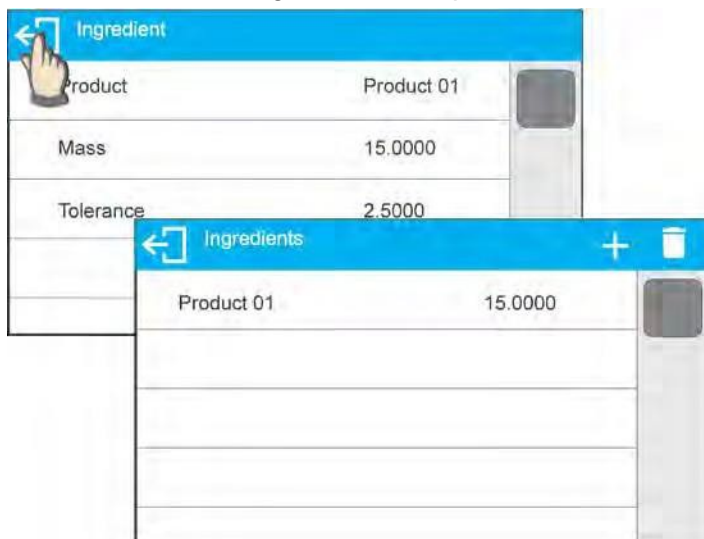 Ingredient
Product Product 01
Mass 15.0000
Tolerance 2.5000
Ingredients
Product 01 15.0000